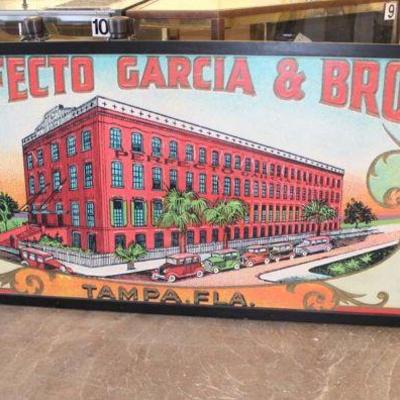 10
9
FECTO GARCIA & BRO
TAMPA.FLA.